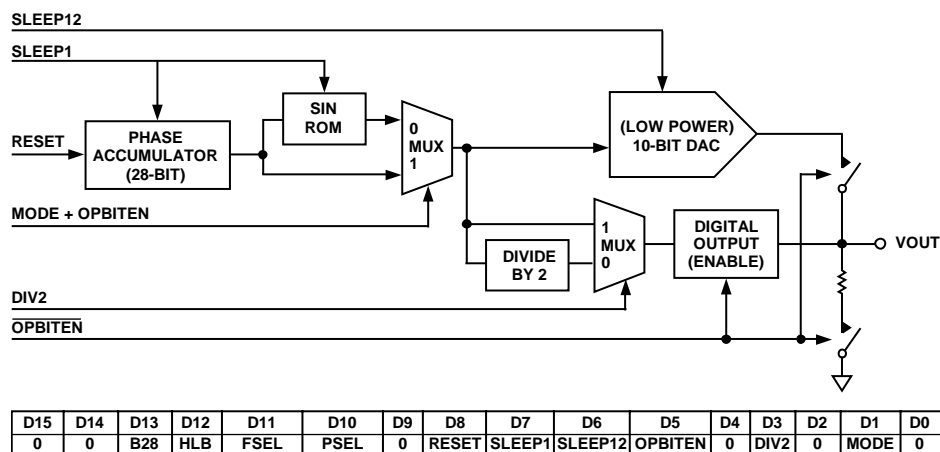 SLEEP12
SLEEP1
SIN
ROM
RESET
PHASE
ACCUMULATOR
(28-BIT)
0
MUX
1
(LOW POWER)
10-BIT DAC
MODE + OPBITEN
1
MUX
0
DIVIDE
BY 2
DIGITAL
OUTPUT
(ENABLE)
VOUT
DIV2
OPBITEN
D15 D14 D13 D12 D11 D10 D9 D8 D7 D6 D5 D4 D3 D2 D1 D0
0 0 B28 HLB FSEL PSEL 0 RESET SLEEP1 SLEEP12 OPBITEN 0 DIV2 0 MODE 0